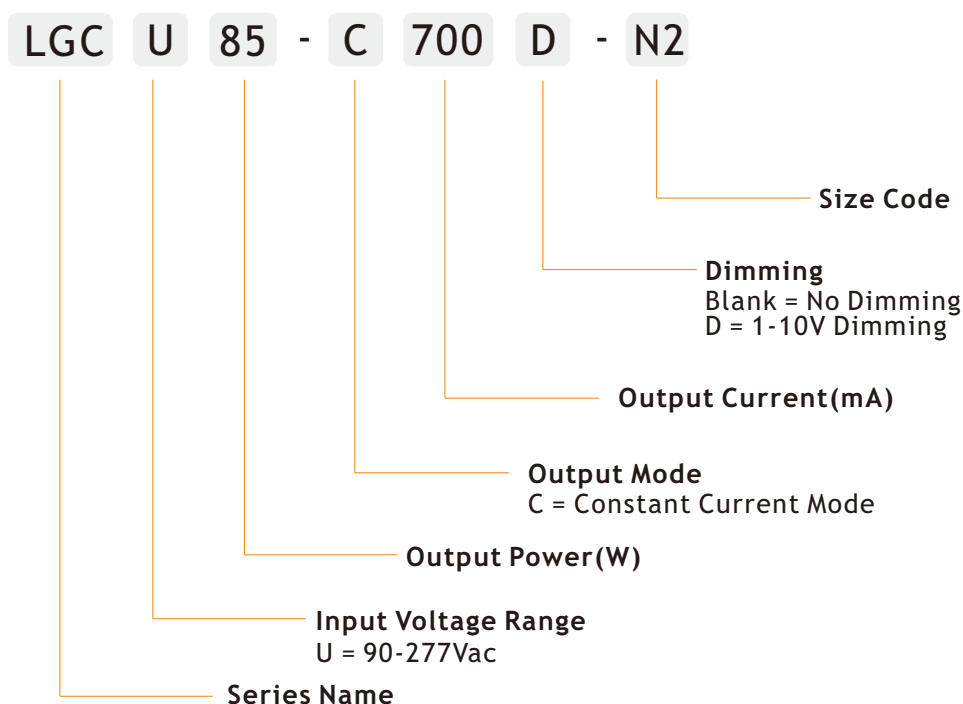 LGC U 85 - C 700 D - N2
Size Code
Dimming
Blank = No Dimming
D = 1-10V Dimming
Output Current(mA)
Output Mode
C = Constant Current Mode
Output Power(W)
Input Voltage Range
U = 90-277Vac
Series Name